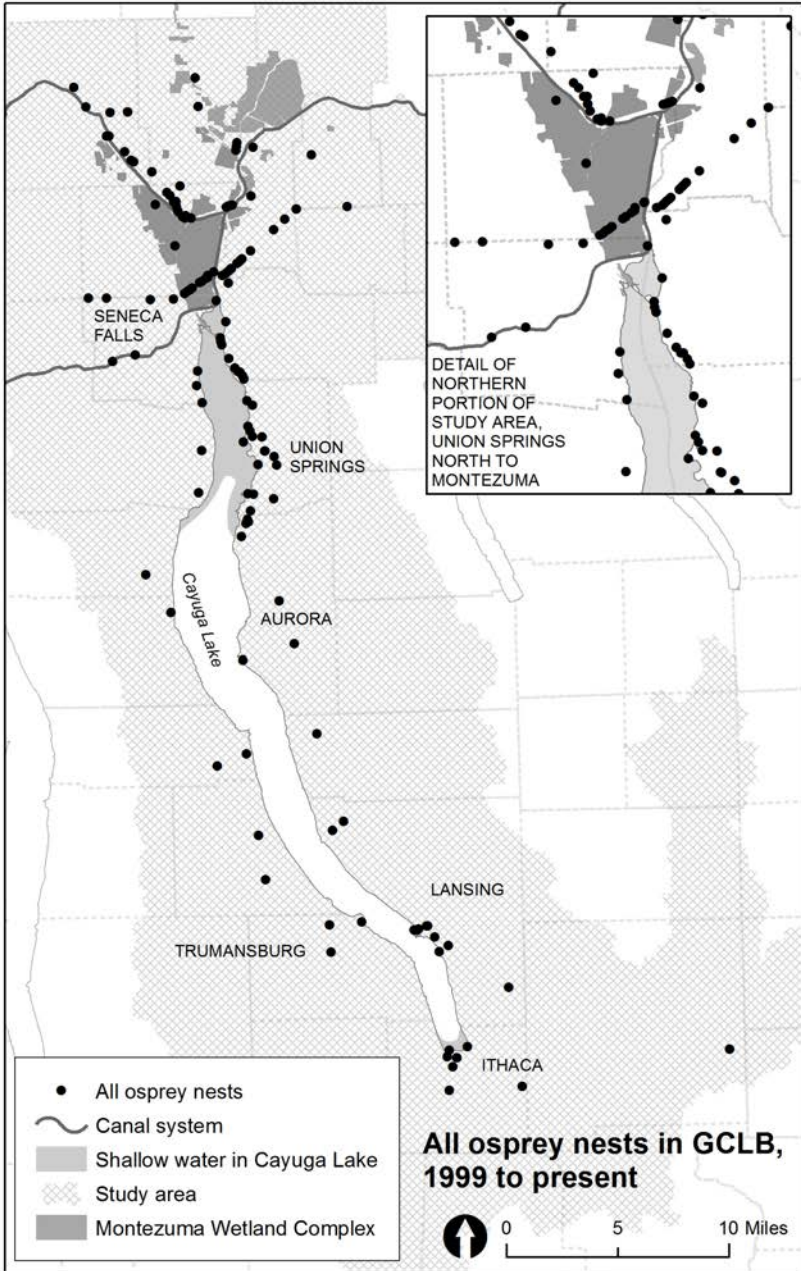 SENECA
FALLS
UNION
SPRINGS
Cayuga Lake
AURORA
LANSING
TRUMANSBURG
ITHACA
DETAIL OF
NORTHERN
PORTION OF
STUDY AREA,
UNION SPRINGS
NORTH TO
MONTEZUMA
All osprey nests
Canal system
Shallow water in Cayuga Lake
Study area
Montezuma Wetland Complex
All osprey nests in GCLB,
1999 to present
0 5 10 Miles